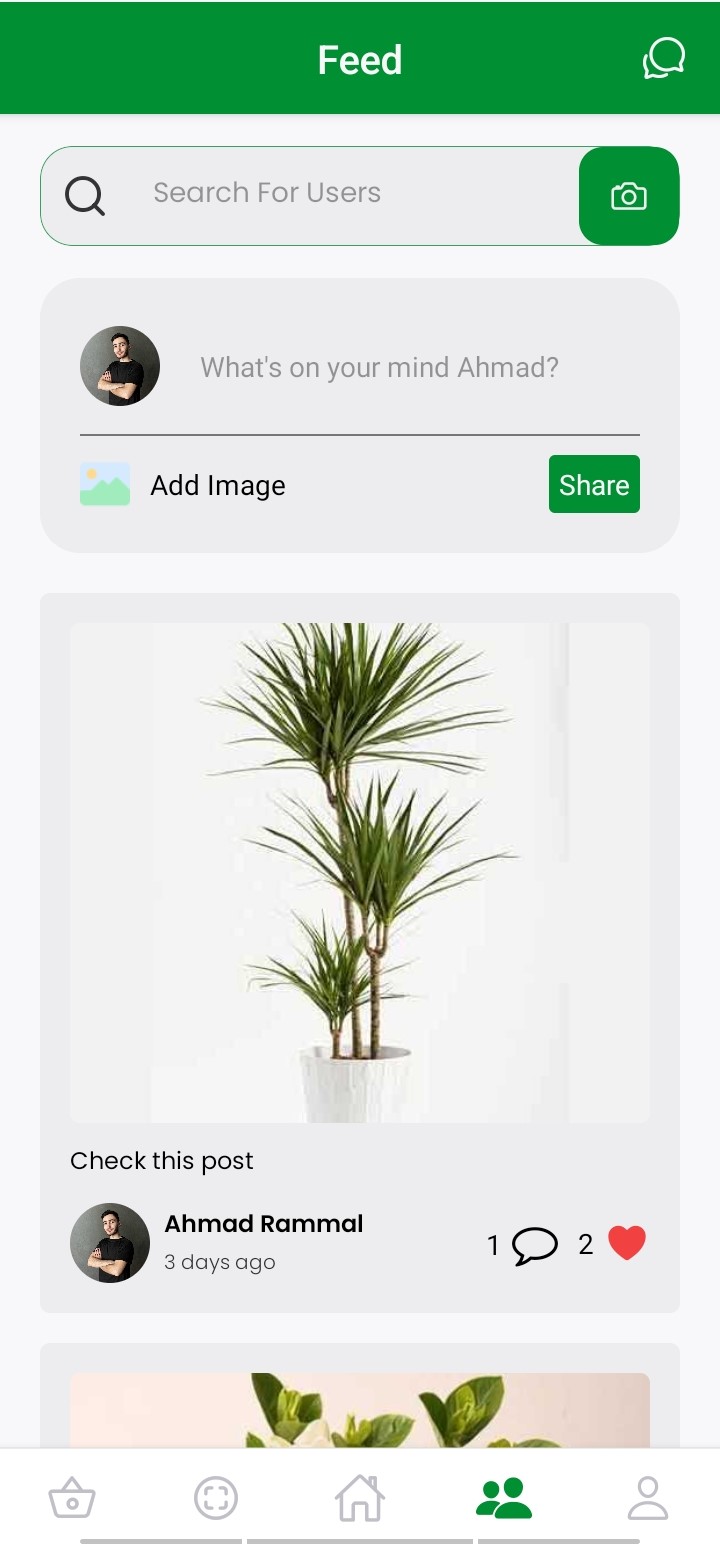 Feed
Search For Users
What's on your mind Ahmad?
Add Image
Share
Check this post
Ahmad Rammal
3 days ago
1
2